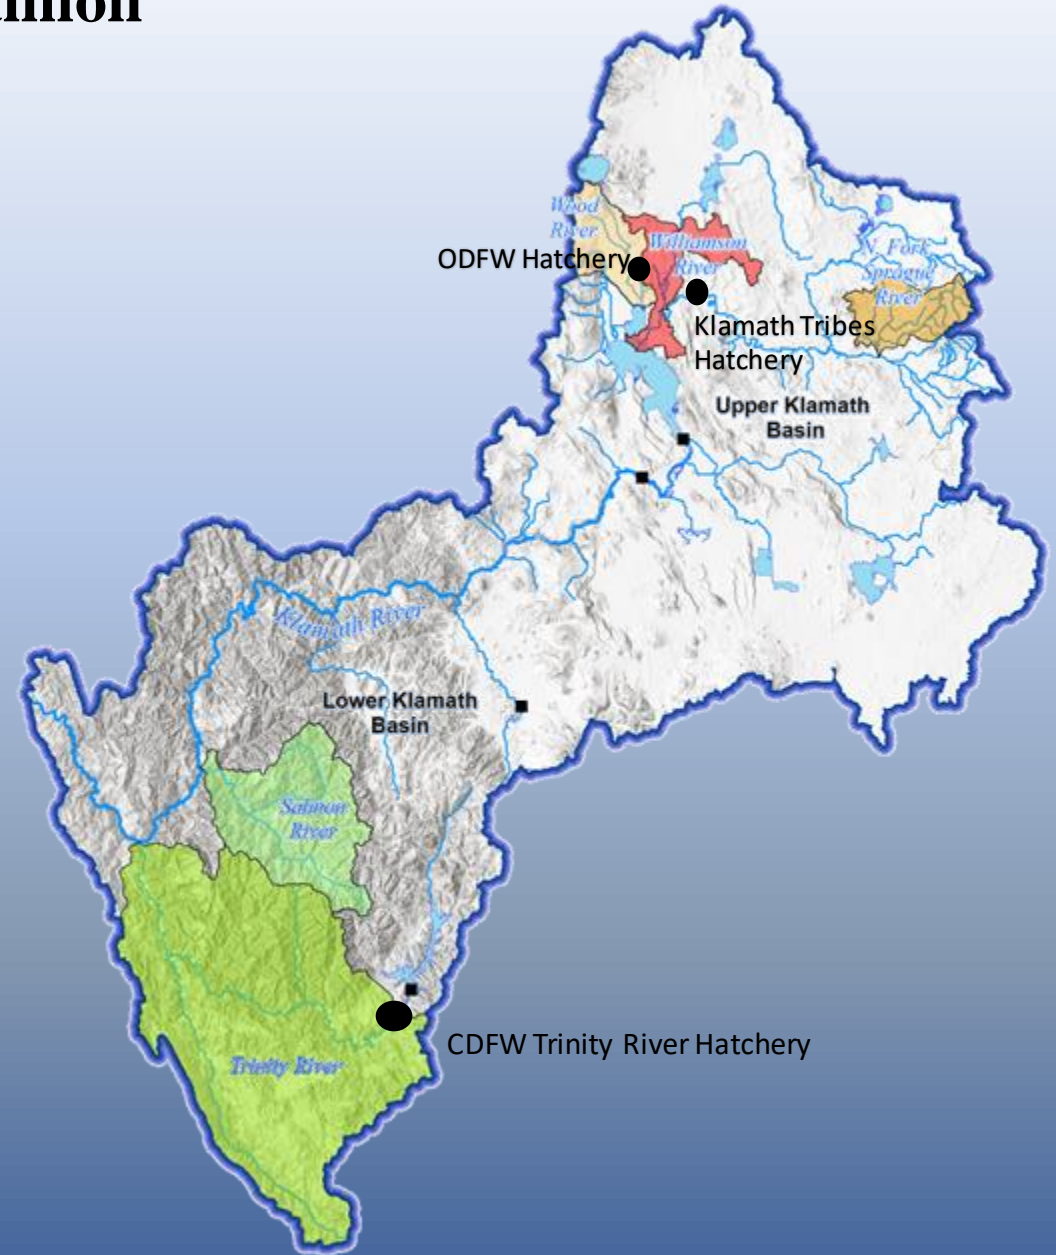 Wood
River
Williamson
River
ODFW Hatchery
N. Fork
Sprague
River
Klamath Tribes
Hatchery
Upper Klamath
Basin
Klamath River
Lower Klamath
Basin
Salmon
River
CDFW Trinity River Hatchery
Trinity River